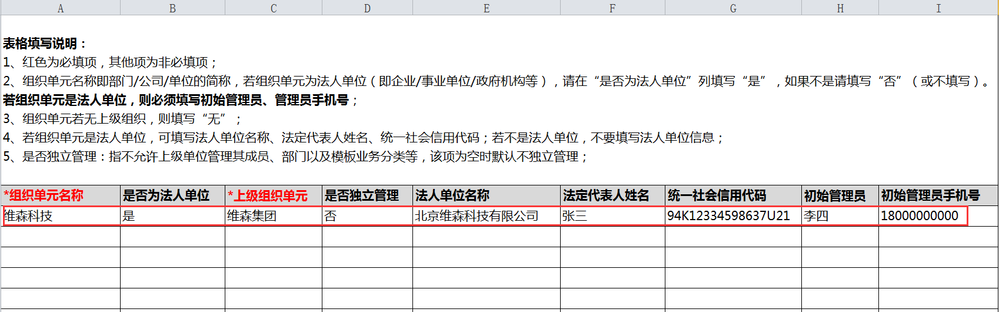 A B C D E F G H I
表格填写说明：
1、红色为必填项，其他项为非必填项；
2、组织单元名称即部门/公司/单位的简称，若组织单元为法人单位（即企业/事业单位/政府机构等），请在“是否为法人单位”列填写“是”，如果不是请填写“否”（或不填写）。
若组织单元是法人单位，则必须填写初始管理员、管理员手机号；
3、组织单元若无上级组织，则填写“无”；
4、若组织单元是法人单位，可填写法人单位名称、法定代表人姓名、统一社会信用代码；若不是法人单位，不要填写法人单位信息；
5、是否独立管理：指不允许上级单位管理其成员、部门以及模板业务分类等，该项为空时默认不独立管理；
*组织单元名称 是否为法人单位 *上级组织单元 是否独立管理 法人单位名称 法定代表人姓名 统一社会信用代码 初始管理员 初始管理员手机号
维森科技 是 维森集团 否 北京维森科技有限公司 张三 94K12334598637U21 李四 18000000000